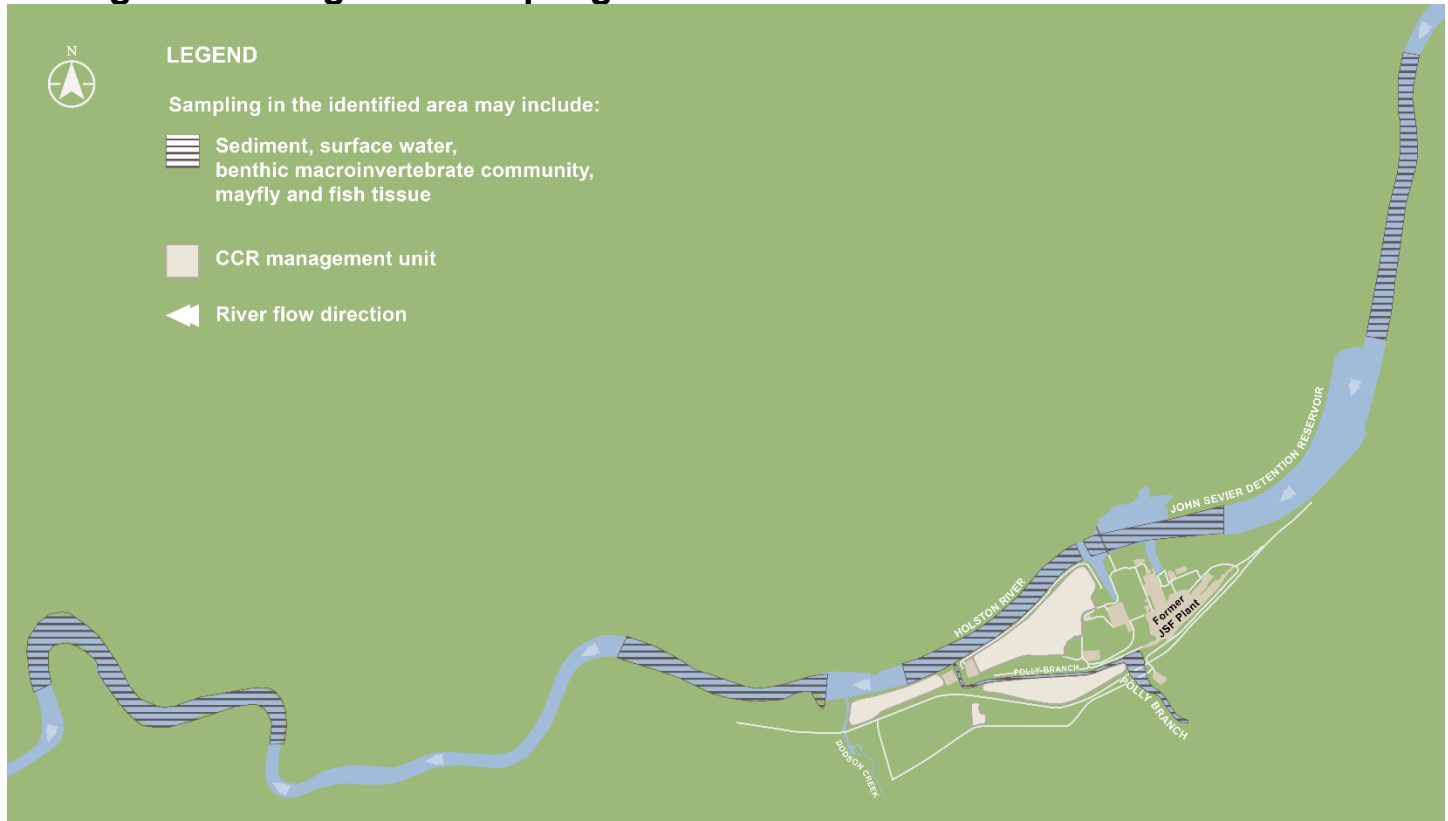 N
LEGEND
Sampling in the identified area may include:
Sediment, surface water,
benthic macroinvertebrate community,
mayfly and fish tissue
CCR management unit
River flow direction
JOHN SEVIER DETENTION RESERVOIR
HOLSTON RIVER
Former
JSF Plant
POLLY BRANCH
POLLY BRANCH
DODSON CREEK